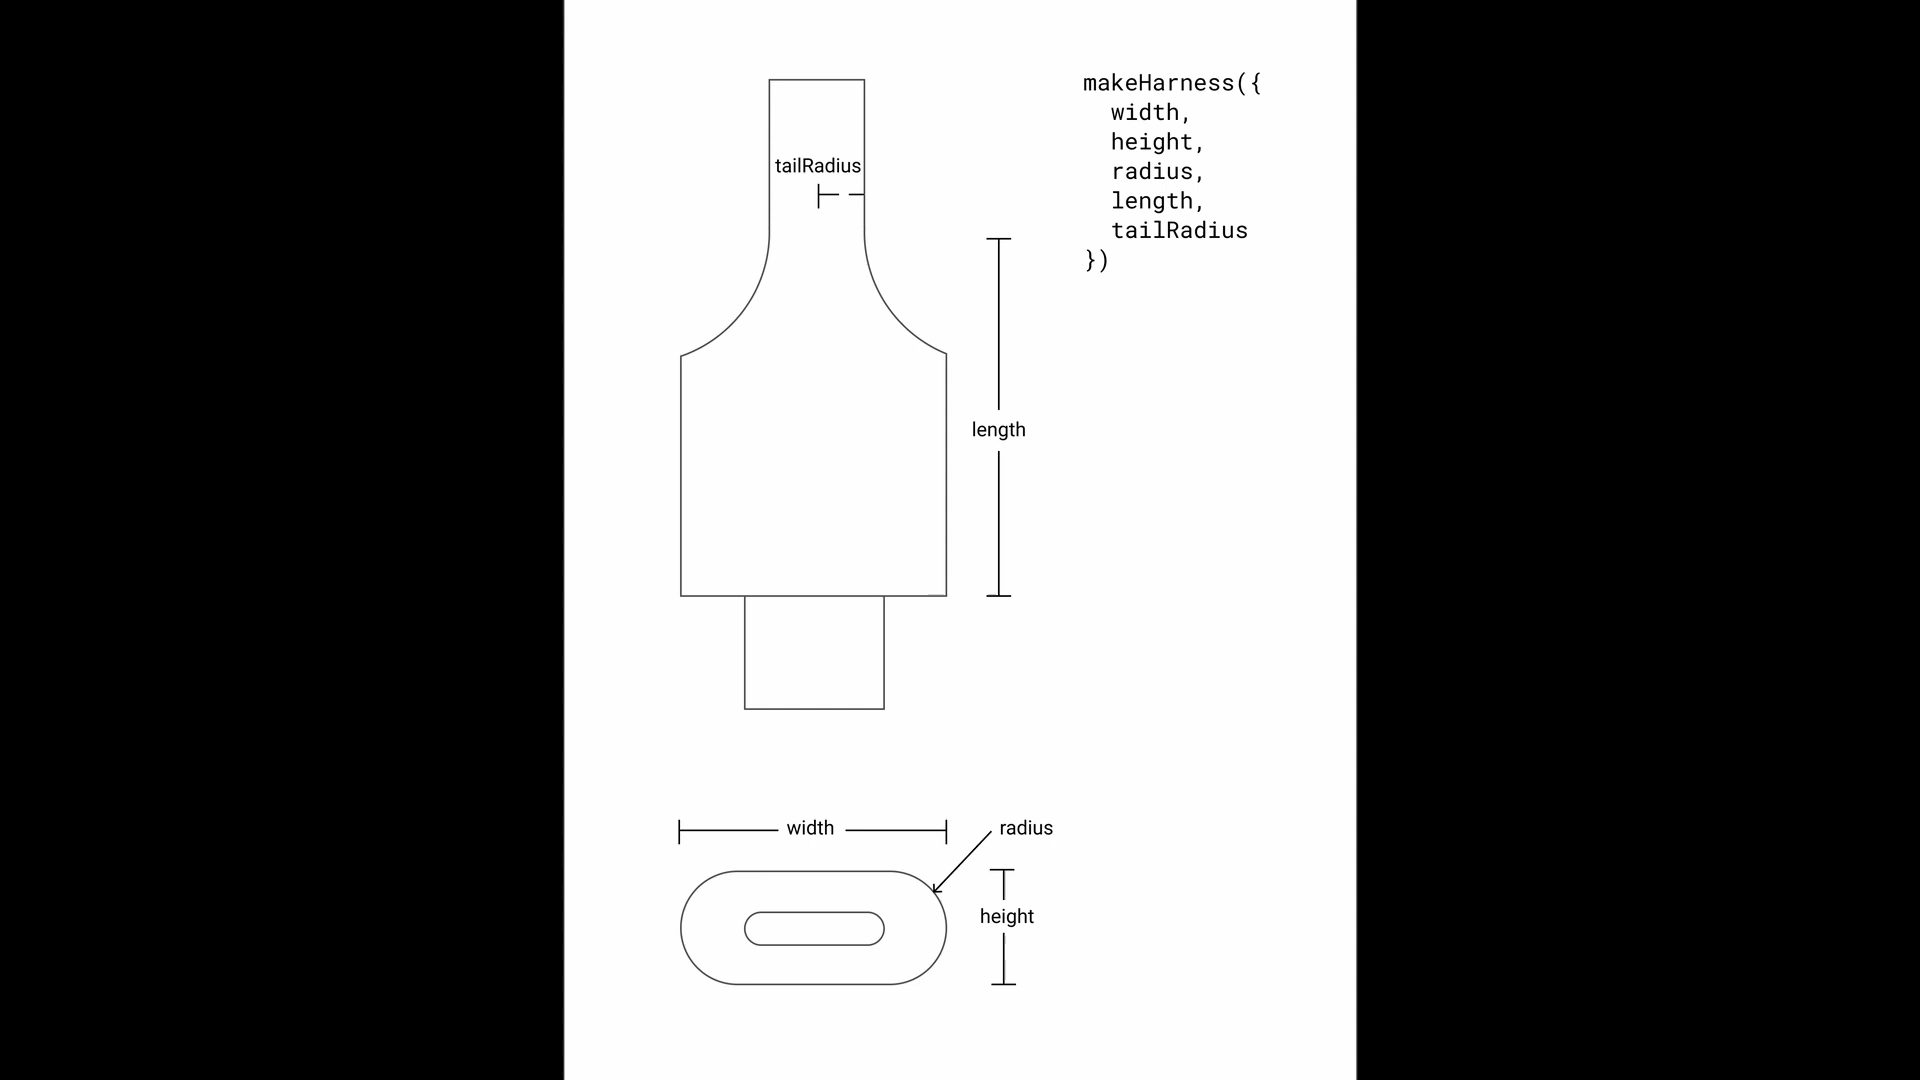 makeHarness({
width,
height,
radius,
length,
tailRadius
})
tailRadius
length
width
radius
height